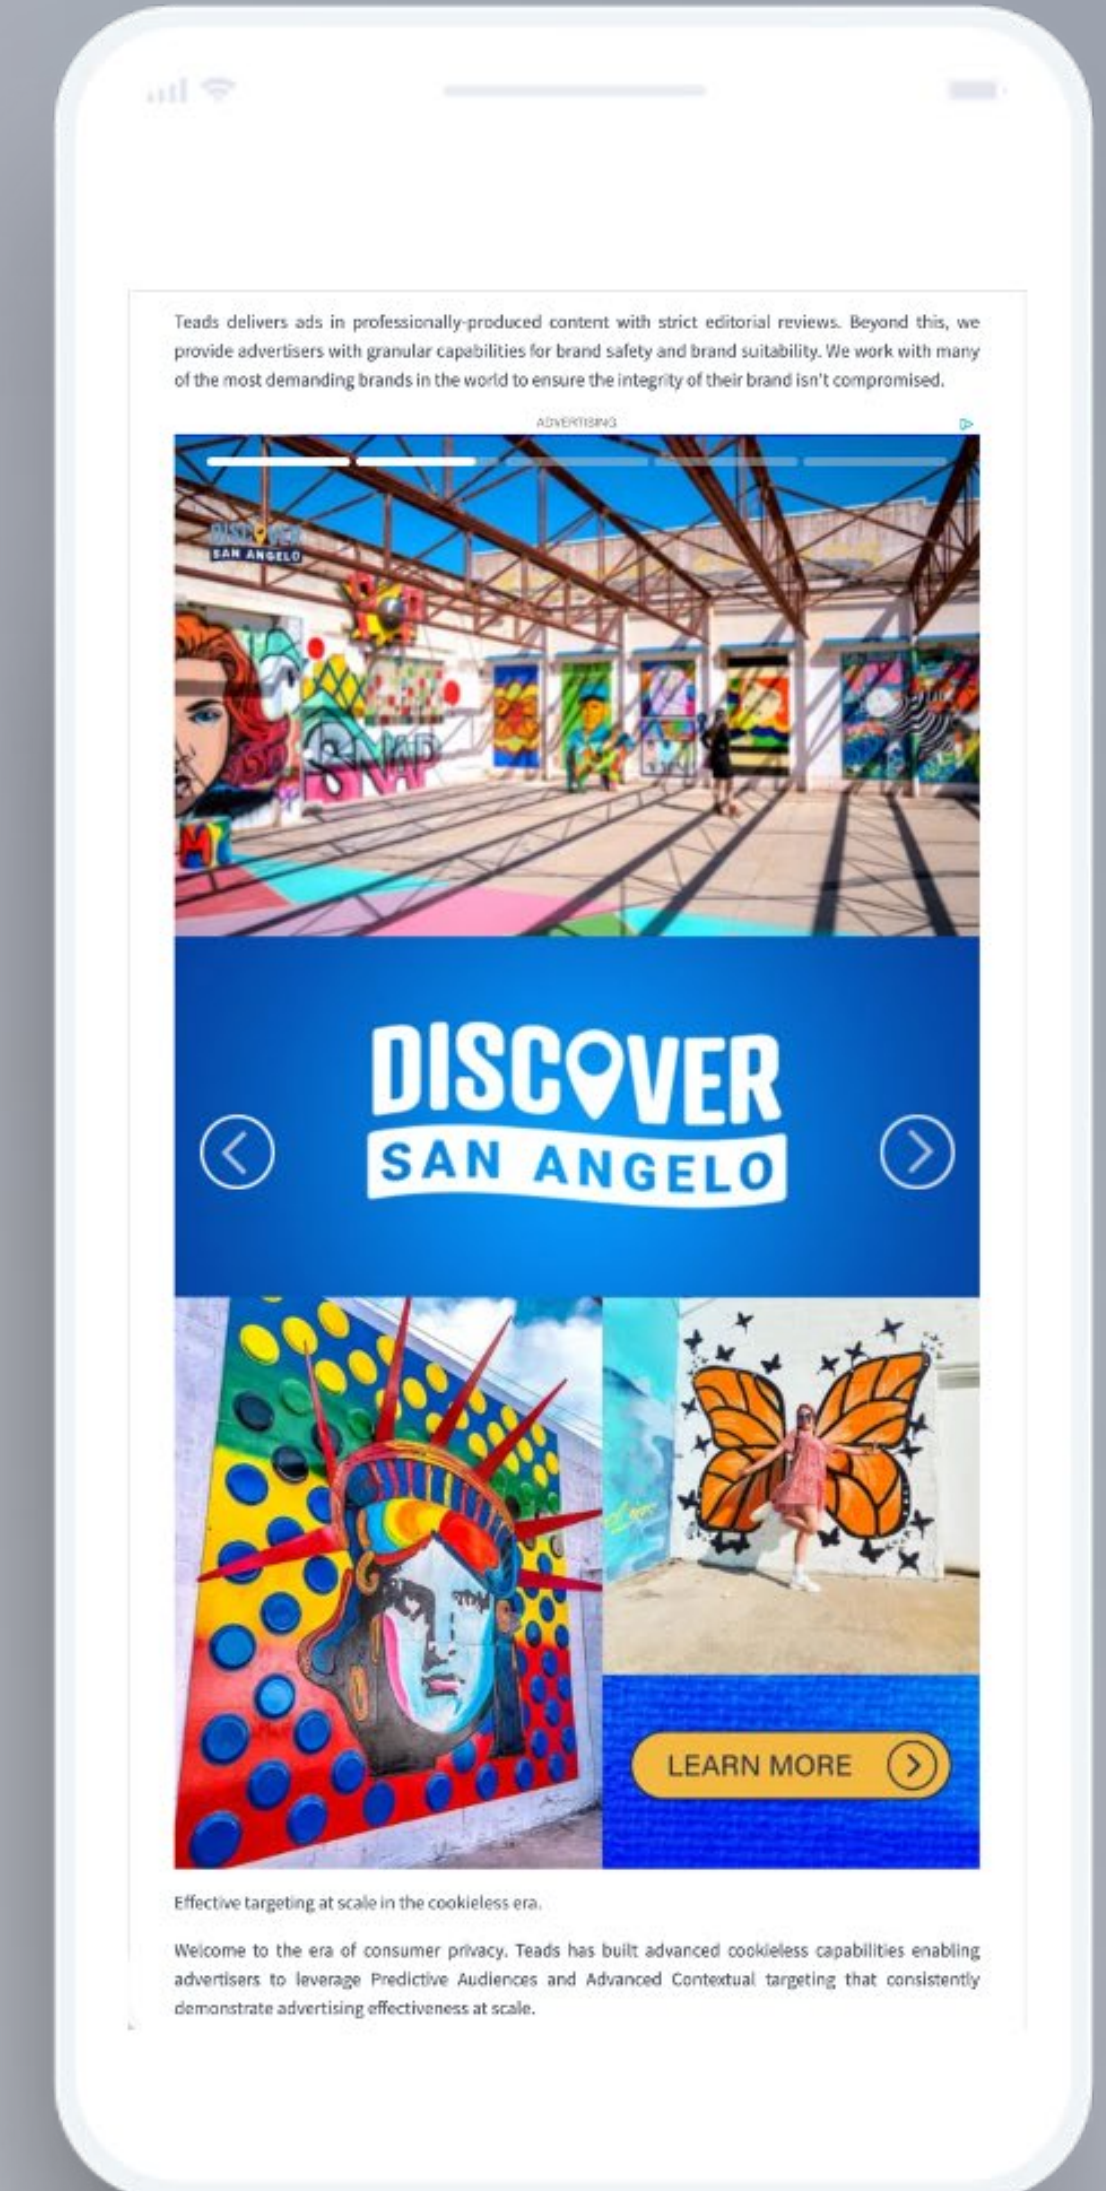 Teads delivers ads in professionally-produced content with strict editorial reviews. Beyond this, we
provide advertisers with granular capabilities for brand safety and brand suitability. We work with many
of the most demanding brands in the world to ensure the integrity of their brand isn't compromised.
ADVERTISING
DISCOVER
SAN ANGELO
SNAP
DISCOVER
SAN ANGELO
LEARN MORE
Effective targeting at scale in the cookieless era.
Welcome to the era of consumer privacy. Teads has built advanced cookieless capabilities enabling
advertisers to leverage Predictive Audiences and Advanced Contextual targeting that consistently
demonstrate advertising effectiveness at scale.